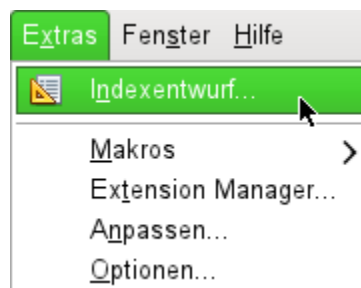 Extras Fenster Hilfe
Indexentwurf...
Makros
Extension Manager...
Anpassen...
Optionen...